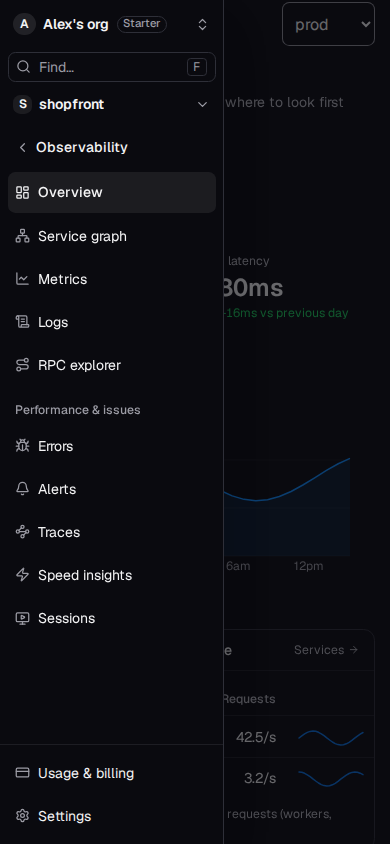 A Alex's org Starter
prod
Find... F
S shopfront
where to look first
Observability
Overview
Service graph
latency
Metrics
30ms
-16ms vs previous day
Logs
RPC explorer
Performance & issues
Errors
Alerts
Traces
6am 12pm
Speed insights
Sessions
Services →
Requests
42.5/s
Usage & billing
3.2/s
Settings
requests (workers,